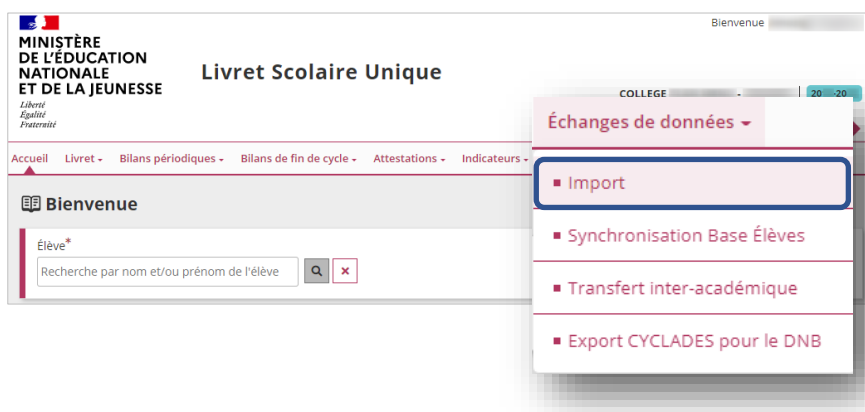 MINISTÈRE
DE L'ÉDUCATION
NATIONALE
ET DE LA JEUNESSE
Liberté
Égalité
Fraternité
Livret Scolaire Unique
Bienvenue
COLLEGE - | 20 -20
Accueil Livret Bilans périodiques Bilans de fin de cycle Attestations Indicateurs
Bienvenue
Élève*
Recherche par nom et/ou prénom de l'élève
Échanges de données
Import
Synchronisation Base Élèves
Transfert inter-académique
Export CYCLADES pour le DNB